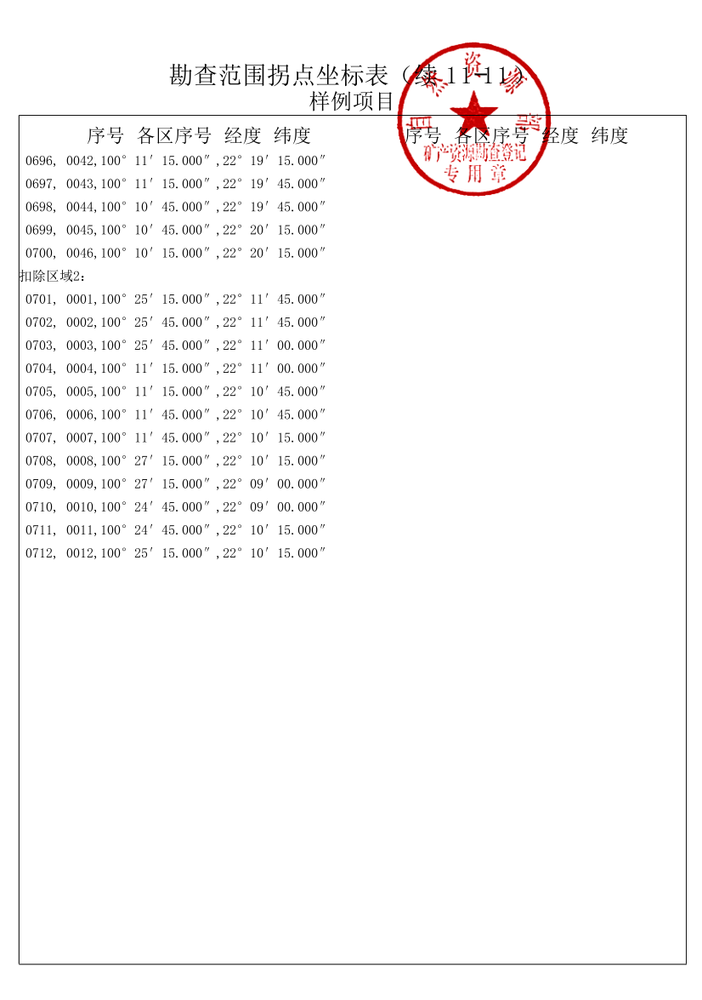 勘查范围拐点坐标表（续11-11）
样例项目
序号 各区序号 经度 纬度 序号 各区序号 经度 纬度
0696, 0042,100°11′15.000″,22°19′15.000″
0697, 0043,100°11′15.000″,22°19′45.000″
0698, 0044,100°10′45.000″,22°19′45.000″
0699, 0045,100°10′45.000″,22°20′15.000″
0700, 0046,100°10′15.000″,22°20′15.000″
扣除区域2:
0701, 0001,100°25′15.000″,22°11′45.000″
0702, 0002,100°25′45.000″,22°11′45.000″
0703, 0003,100°25′45.000″,22°11′00.000″
0704, 0004,100°11′15.000″,22°11′00.000″
0705, 0005,100°11′15.000″,22°10′45.000″
0706, 0006,100°11′45.000″,22°10′45.000″
0707, 0007,100°11′45.000″,22°10′15.000″
0708, 0008,100°27′15.000″,22°10′15.000″
0709, 0009,100°27′15.000″,22°09′00.000″
0710, 0010,100°24′45.000″,22°09′00.000″
0711, 0011,100°24′45.000″,22°10′15.000″
0712, 0012,100°25′15.000″,22°10′15.000″
自然资源部
矿产资源勘查登记
专用章